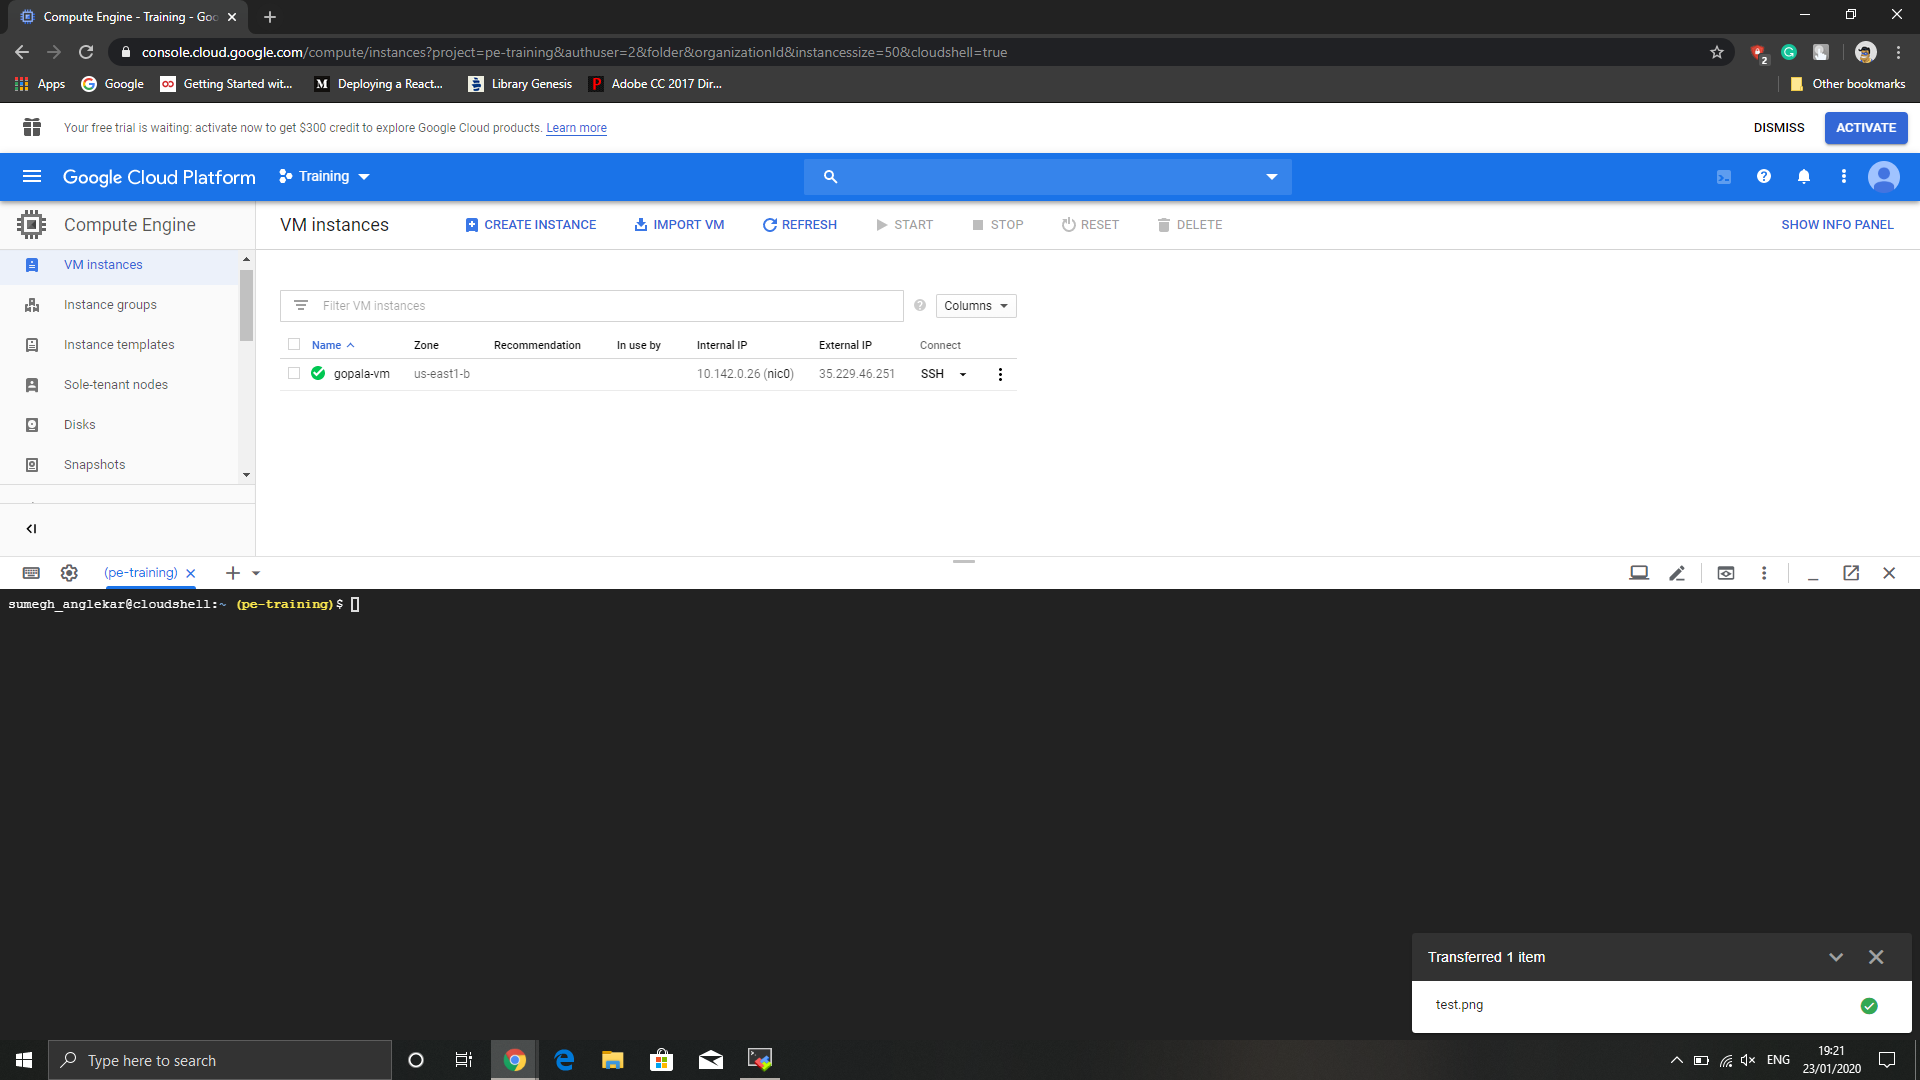 Compute Engine - Training - Goo
console.cloud.google.com/compute/instances?project=pe-training&authuser=2&folder&organizationId&instancessize=50&cloudshell=true
2
Apps Google Getting Started wit... M Deploying a React... Library Genesis P Adobe CC 2017 Dir... Other bookmarks
Your free trial is waiting: activate now to get $300 credit to explore Google Cloud products. Learn more DISMISS ACTIVATE
Google Cloud Platform Training
Compute Engine VM instances CREATE INSTANCE IMPORT VM REFRESH START STOP RESET DELETE SHOW INFO PANEL
VM instances
Instance groups
Instance templates
Sole-tenant nodes
Disks
Snapshots
Filter VM instances Columns
Name Zone Recommendation In use by Internal IP External IP Connect
gopala-vm us-east1-b 10.142.0.26 (nic0) 35.229.46.251 SSH
(pe-training)
sumegh_anglekar@cloudshell:~ (pe-training)$
Transferred 1 item
test.png
Type here to search
ENG
19:21
23/01/2020